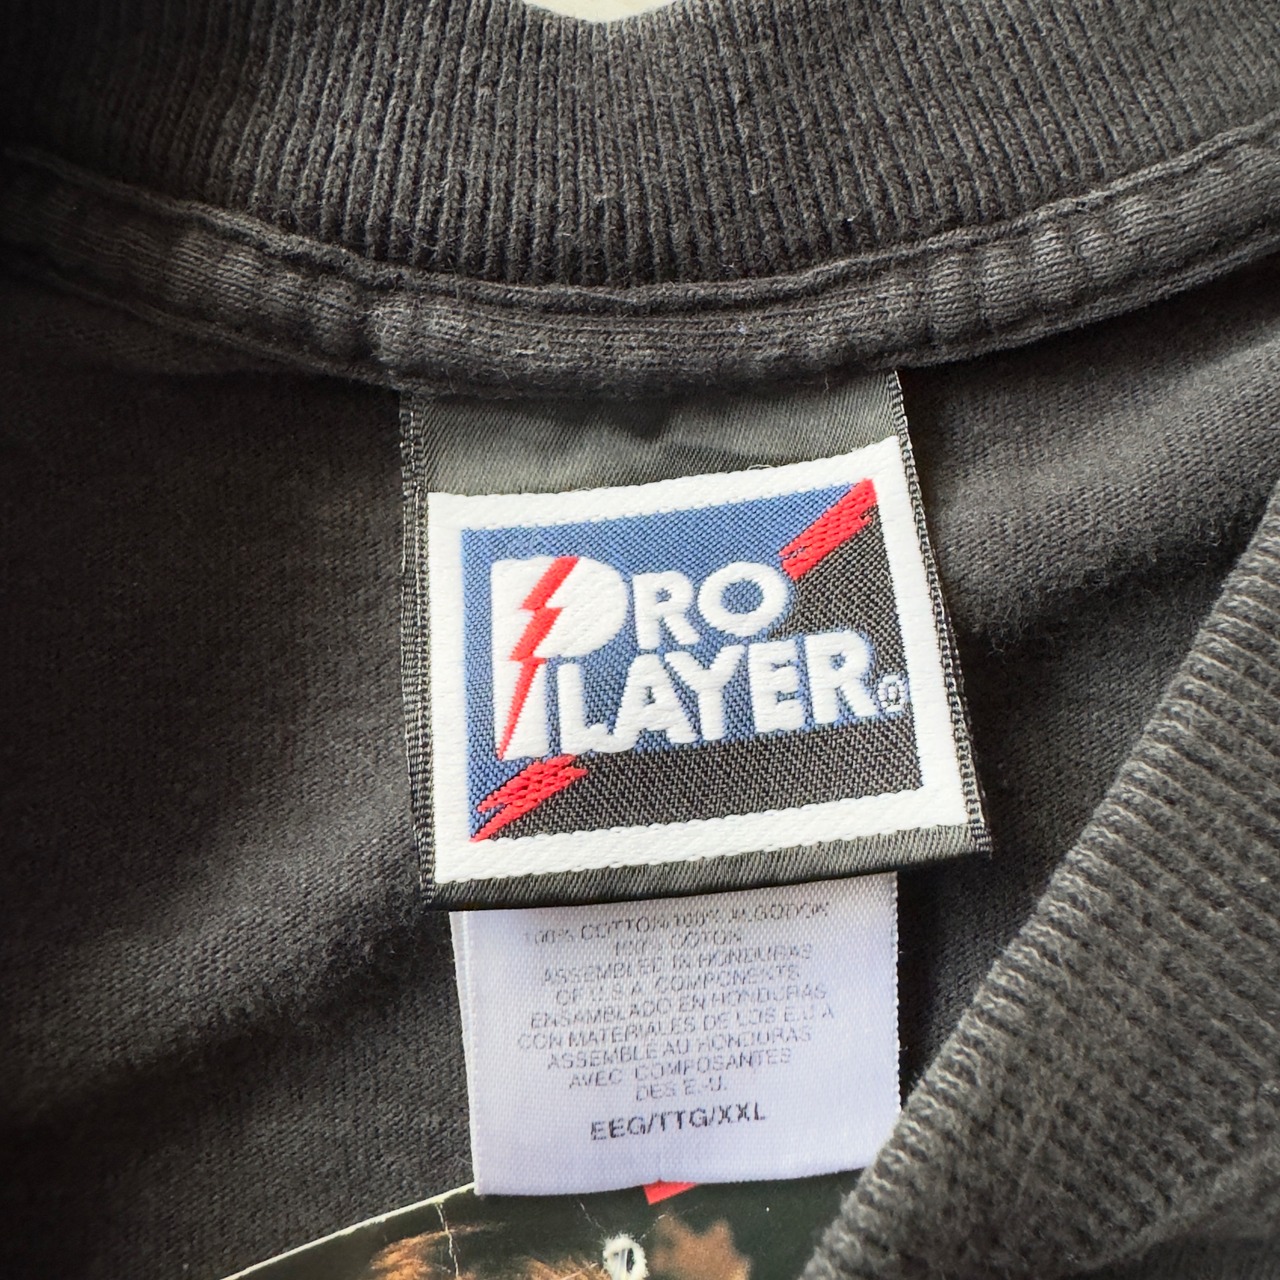 PRO
PLAYER®
100% COTTON/100% ALGODON
100% COTON
ASSEMBLED IN HONDURAS
OF U.S.A. COMPONENTS
ENSAMBLADO EN HONDURAS
CON MATERIALES DE LOS E.U.A
ASSEMBLÉ AU HONDURAS
AVEC COMPOSANTES
DES E.-U.
EEG/TTG/XXL